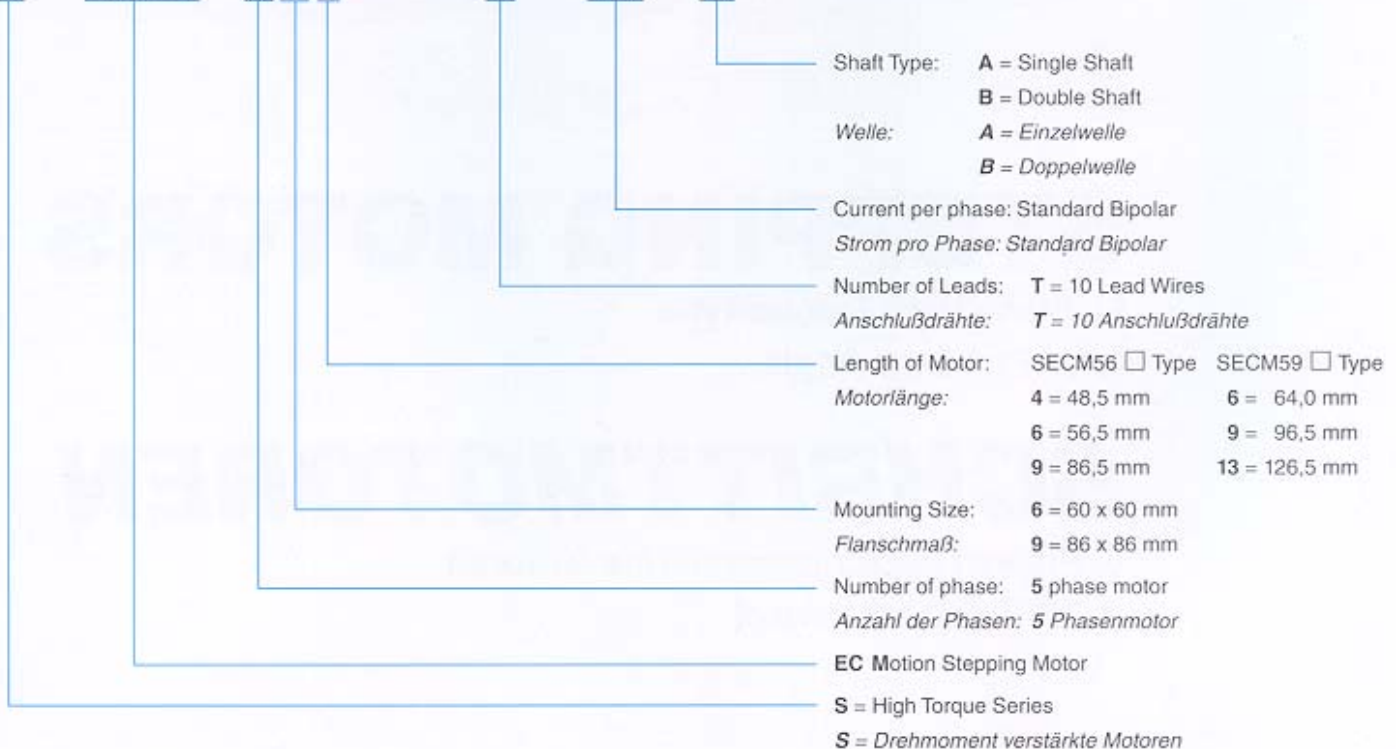 Shaft Type: A = Single Shaft
B = Double Shaft
Welle: A = Einzelwelle
B = Doppelwelle
Current per phase: Standard Bipolar
Strom pro Phase: Standard Bipolar
Number of Leads: T = 10 Lead Wires
Anschlußdrähte: T = 10 Anschlußdrähte
Length of Motor: SECM56 □ Type SECM59 □ Type
Motorlänge: 4 = 48,5 mm 6 = 64,0 mm
6 = 56,5 mm 9 = 96,5 mm
9 = 86,5 mm 13 = 126,5 mm
Mounting Size: 6 = 60 x 60 mm
Flanschmaß: 9 = 86 x 86 mm
Number of phase: 5 phase motor
Anzahl der Phasen: 5 Phasenmotor
EC Motion Stepping Motor
S = High Torque Series
S = Drehmoment verstärkte Motoren